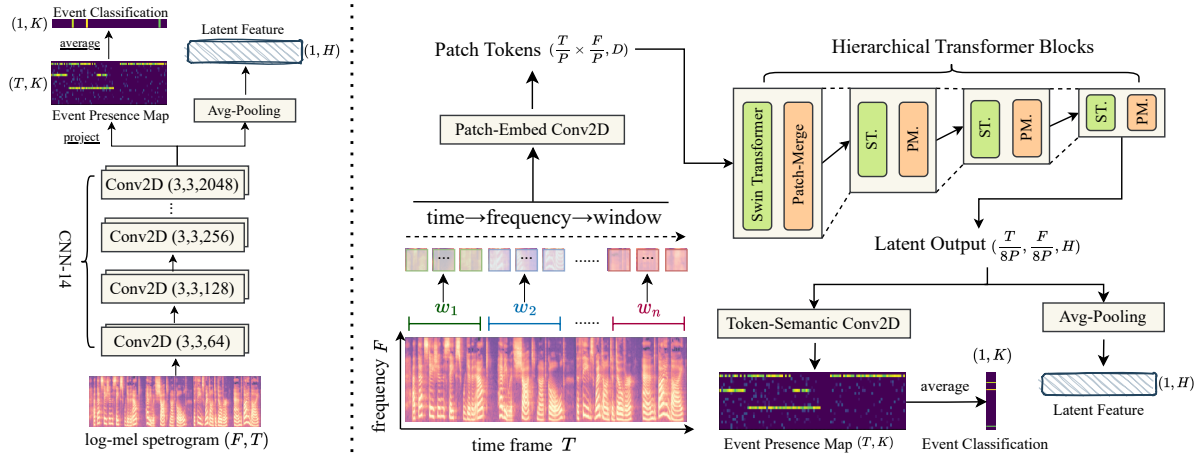 Event Classification
(1, K)
average
(T, K)
Event Presence Map
project
Latent Feature
(1, H)
Avg-Pooling
Conv2D (3,3,2048)
...
Conv2D (3,3,256)
Conv2D (3,3,128)
Conv2D (3,3,64)
CNN-14
log-mel spetrogram (F, T)
Patch Tokens (T/P × F/P, D)
Patch-Embed Conv2D
time→frequency→window
... ... ...... ...
w1 w2 wn
......
frequency F
time frame T
Hierarchical Transformer Blocks
Swin Transformer
Patch-Merge
ST.
PM.
ST.
PM.
ST.
PM.
Latent Output (T/8P, F/8P, H)
Token-Semantic Conv2D
Avg-Pooling
(1, K)
average
(1, H)
Latent Feature
Event Presence Map (T, K)
Event Classification